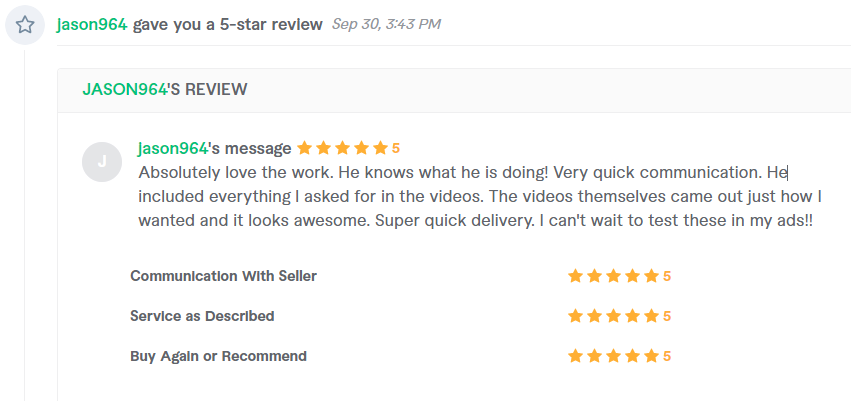 Jason964 gave you a 5-star review Sep 30, 3:43 PM
JASON964'S REVIEW
J
Jason964's message 5
Absolutely love the work. He knows what he is doing! Very quick communication. He
included everything I asked for in the videos. The videos themselves came out just how I
wanted and it looks awesome. Super quick delivery. I can't wait to test these in my ads!!
Communication With Seller 5
Service as Described 5
Buy Again or Recommend 5